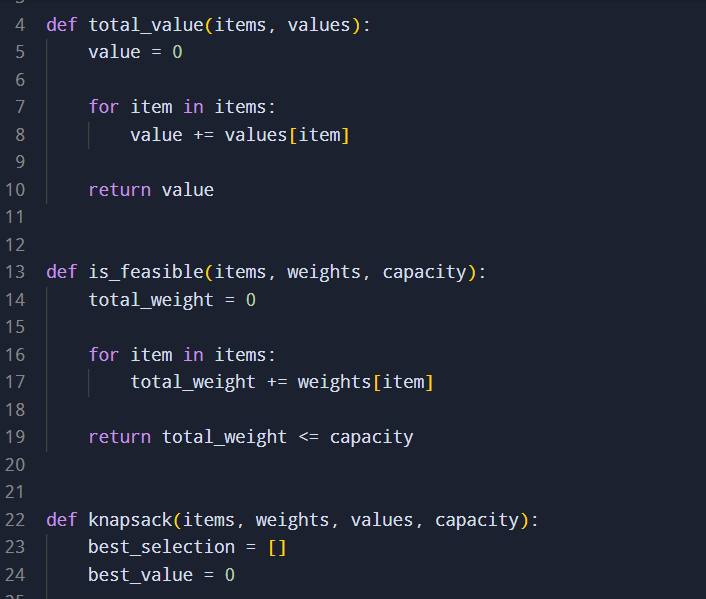 4 def total_value(items, values):
5     value = 0
6
7     for item in items:
8         value += values[item]
9
10     return value
11
12
13 def is_feasible(items, weights, capacity):
14     total_weight = 0
15
16     for item in items:
17         total_weight += weights[item]
18
19     return total_weight <= capacity
20
21
22 def knapsack(items, weights, values, capacity):
23     best_selection = []
24     best_value = 0